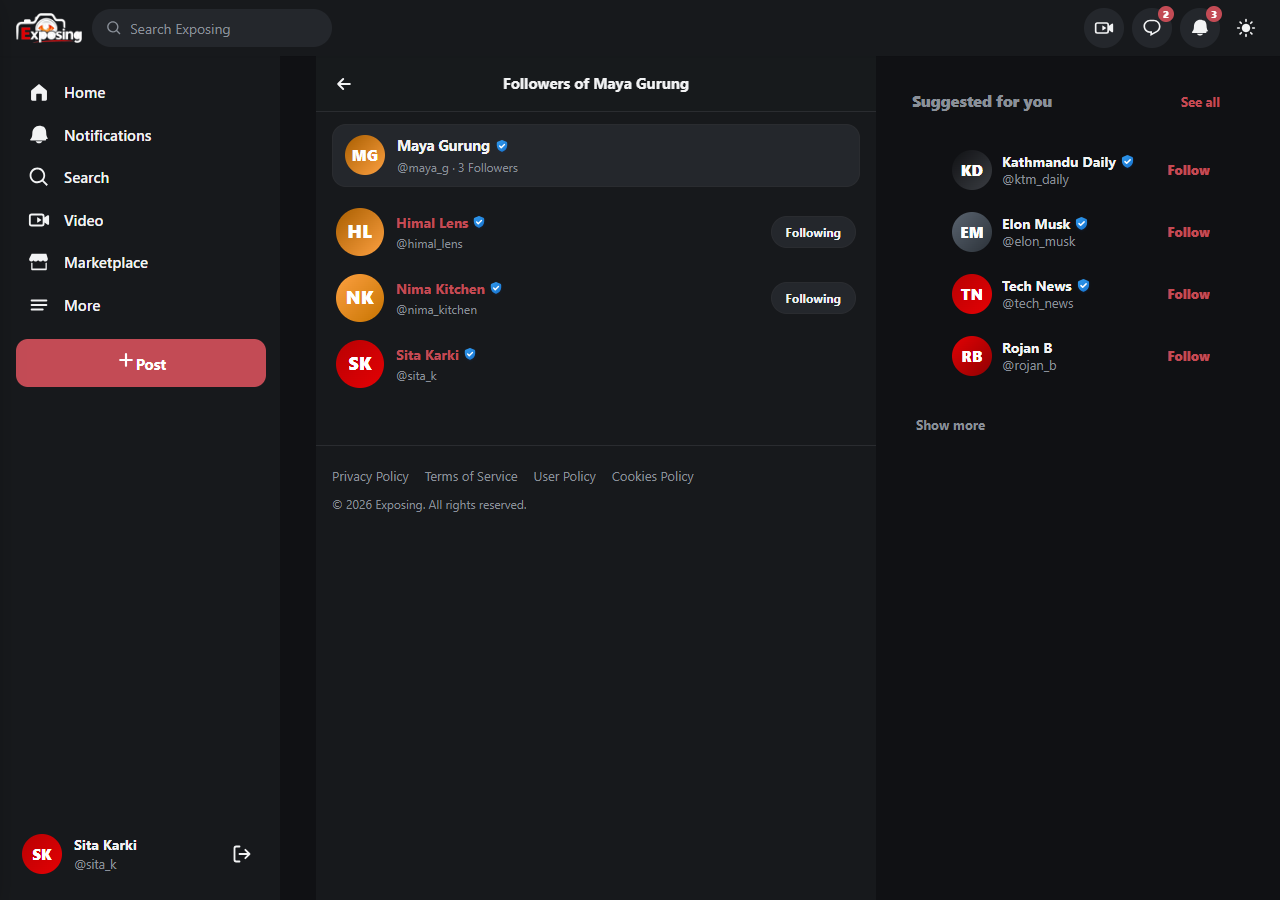 Exposing
Search Exposing
2
3
Home
Notifications
Search
Video
Marketplace
More
+ Post
Sita Karki
SK
@sita_k
Followers of Maya Gurung
MG
Maya Gurung
@maya_g · 3 Followers
HL
Himal Lens
@himal_lens
Following
NK
Nima Kitchen
@nima_kitchen
Following
SK
Sita Karki
@sita_k
Privacy Policy Terms of Service User Policy Cookies Policy
© 2026 Exposing. All rights reserved.
Suggested for you
See all
KD
Kathmandu Daily
@ktm_daily
Follow
EM
Elon Musk
@elon_musk
Follow
TN
Tech News
@tech_news
Follow
RB
Rojan B
@rojan_b
Follow
Show more